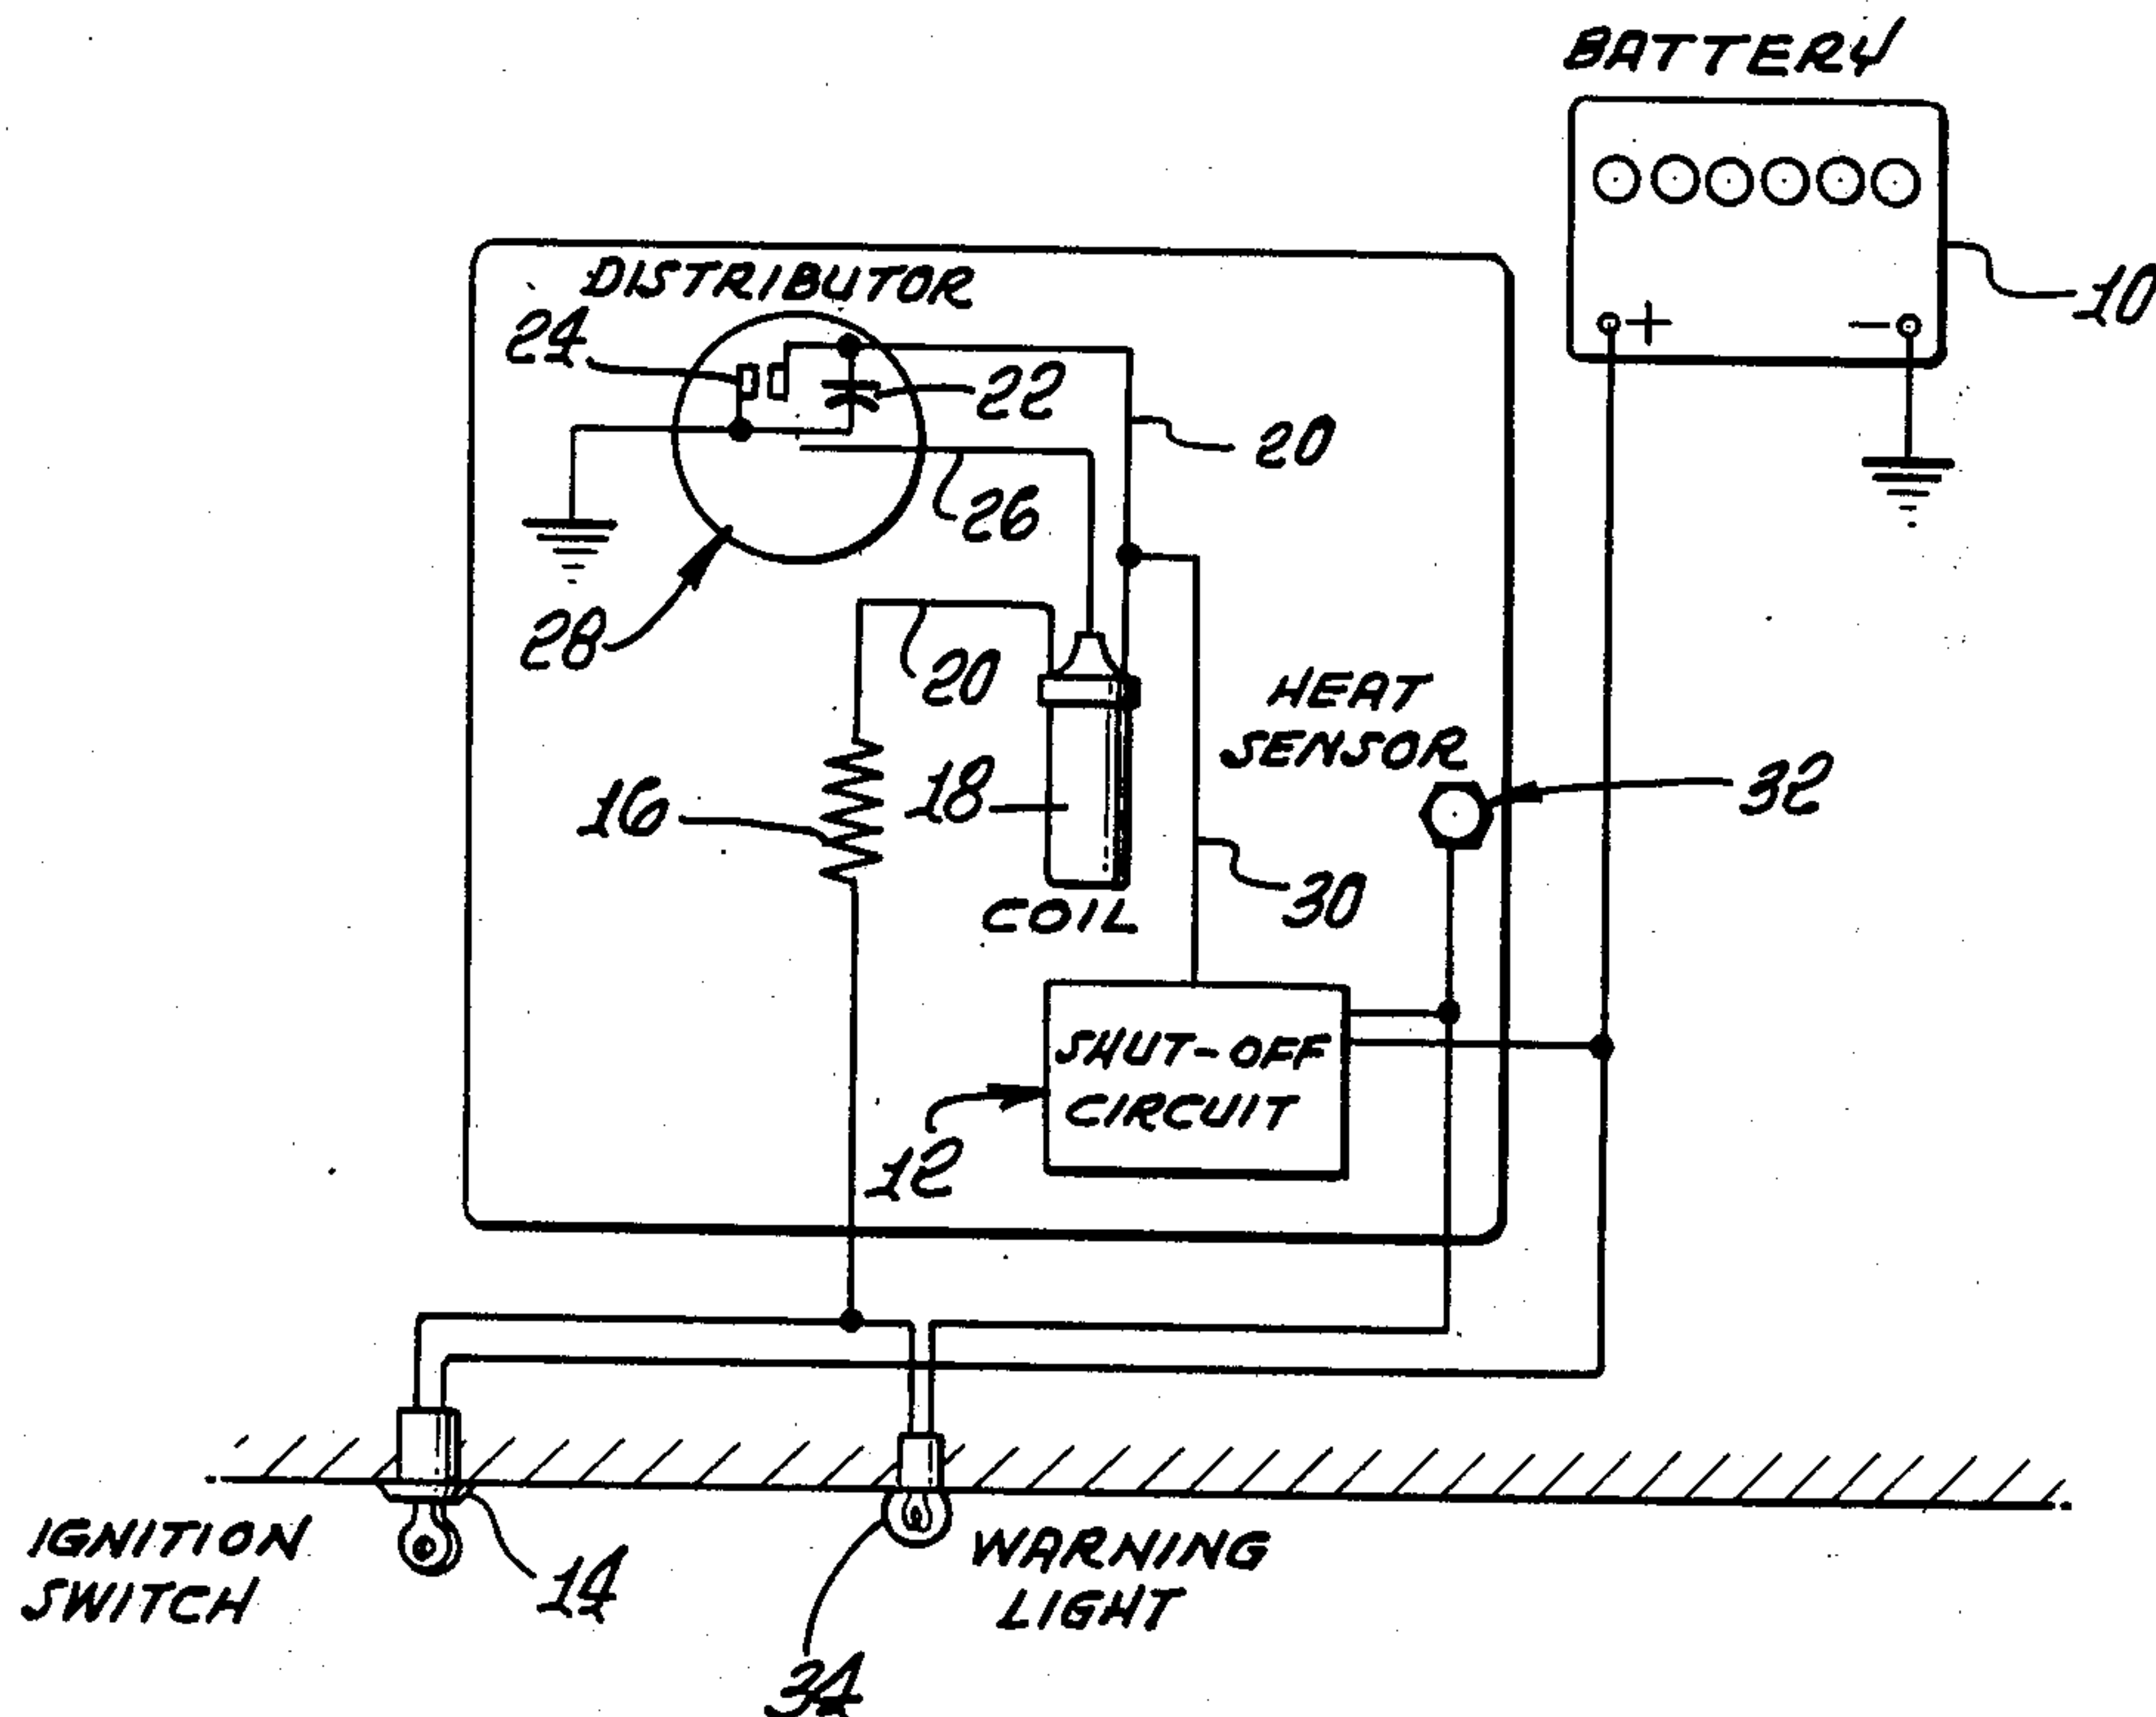 BATTERY
+
-
10
DISTRIBUTOR
24
22
20
26
28
20
HEAT
SENSOR
16
18
32
COIL
30
SHUT-OFF
CIRCUIT
12
IGNITION
SWITCH
14
WARNING
LIGHT
34